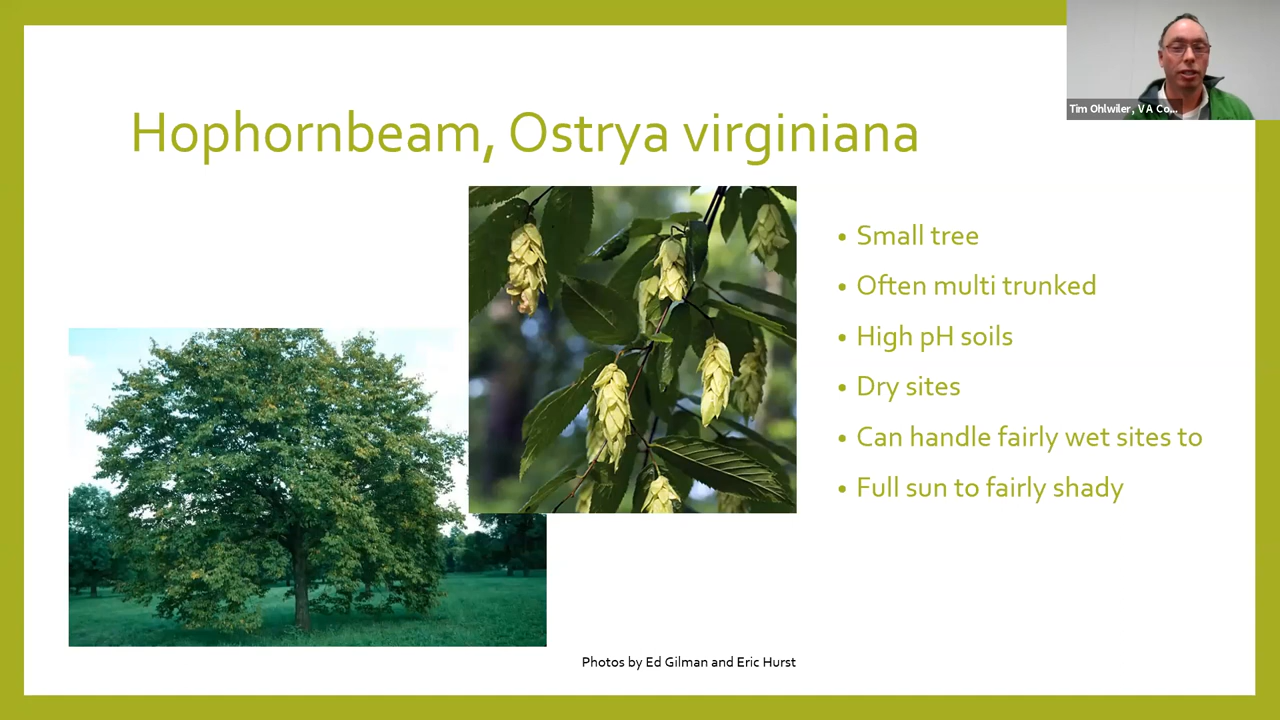 Tim Ohlwiler, VA Co...
Hophornbeam, Ostrya virginiana
• Small tree
• Often multi trunked
• High pH soils
• Dry sites
• Can handle fairly wet sites to
• Full sun to fairly shady
Photos by Ed Gilman and Eric Hurst